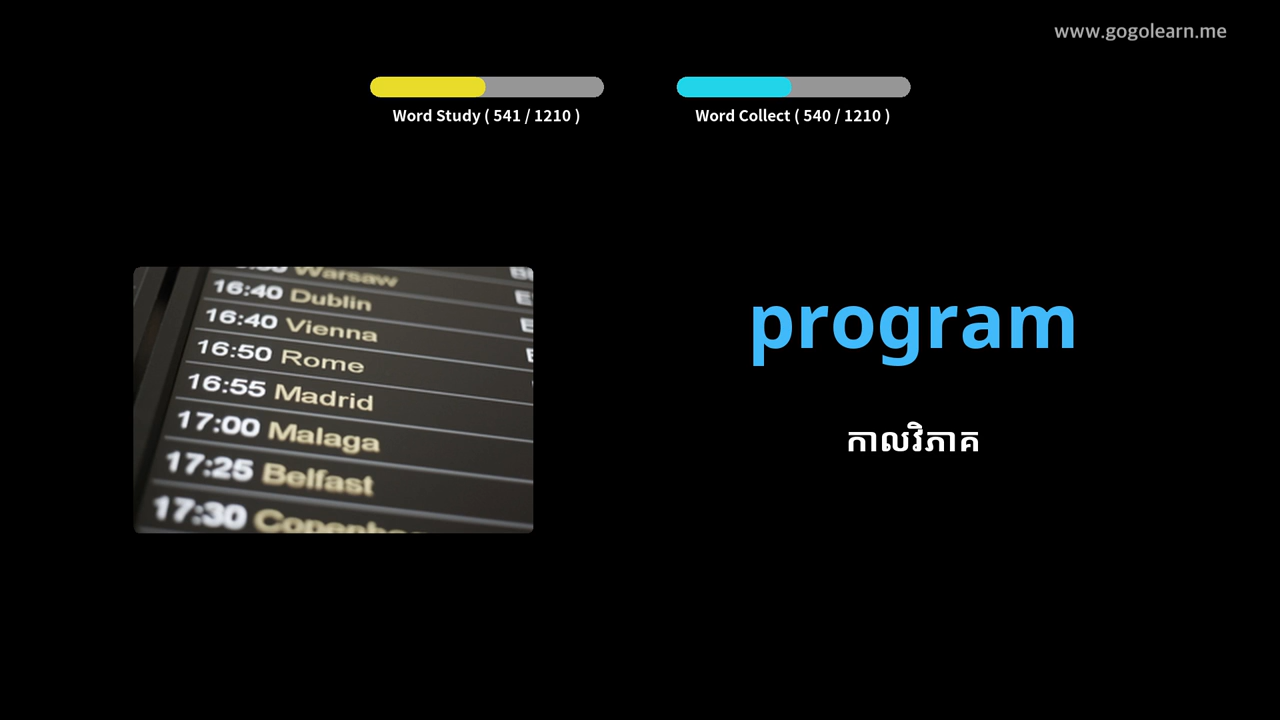 www.gogolearn.me
Word Study ( 541 / 1210 )
Word Collect ( 540 / 1210 )
Warsaw
16:40 Dublin
16:40 Vienna
16:50 Rome
16:55 Madrid
17:00 Malaga
17:25 Belfast
17:30
program
កាលវិភាគ